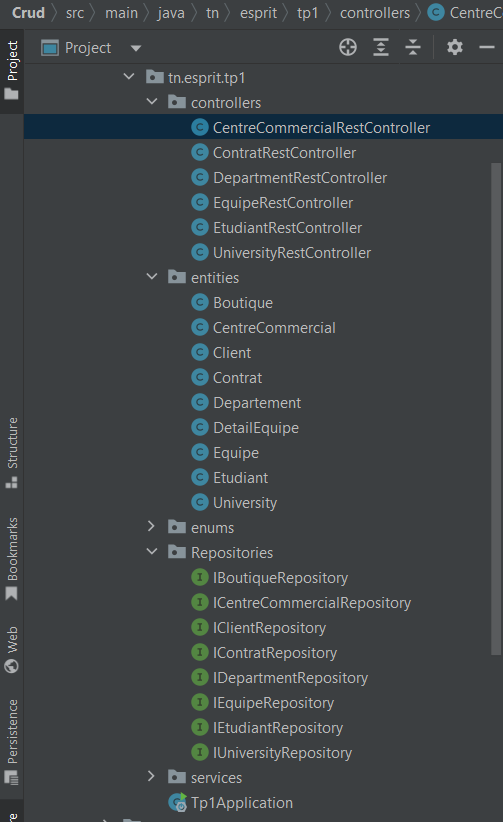 Crud src main java tn esprit tp1 controllers CentreC
Project
Project
tn.esprit.tp1
controllers
CentreCommercialRestController
ContratRestController
DepartmentRestController
EquipeRestController
EtudiantRestController
UniversityRestController
entities
Boutique
CentreCommercial
Client
Contrat
Departement
DetailEquipe
Equipe
Etudiant
University
enums
Repositories
IBoutiqueRepository
ICentreCommercialRepository
IClientRepository
IContratRepository
IDepartmentRepository
IEquipeRepository
IEtudiantRepository
IUniversityRepository
services
Tp1Application
Structure
Bookmarks
Web
Persistence